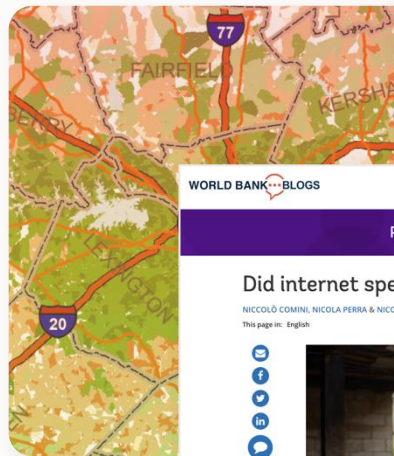 77
FAIRFIELD
KERSHA
BERRY
LEXINGTON
20
WORLD BANK BLOGS
Did internet spe
NICCOLÒ COMINI, NICOLA PERRA & NICC
This page in: English